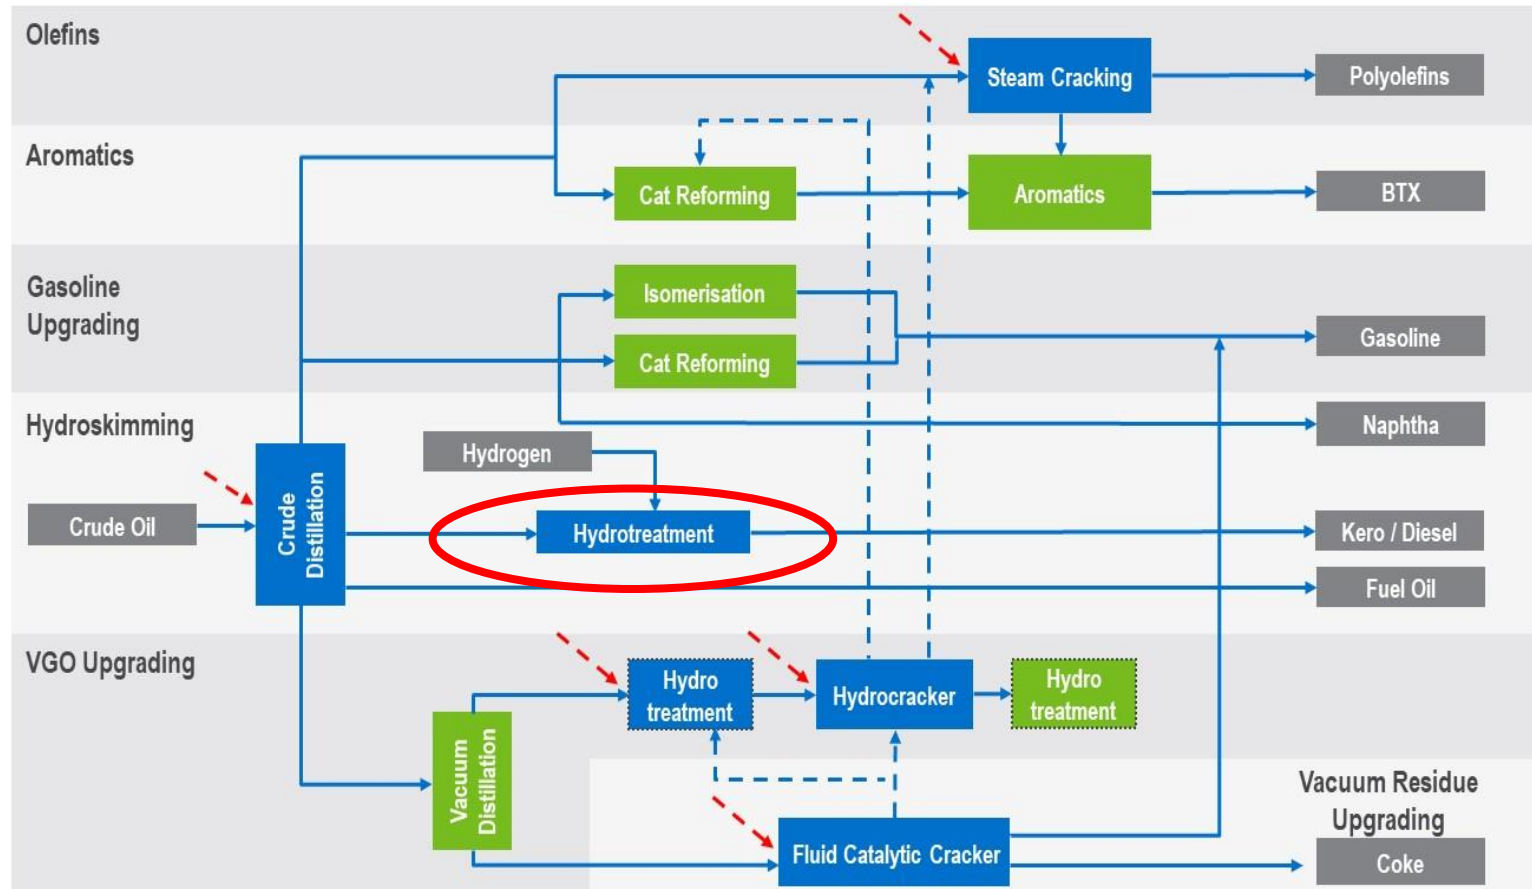 Olefins
Steam Cracking
Polyolefins
Aromatics
Cat Reforming
Aromatics
BTX
Gasoline
Upgrading
Isomerisation
Cat Reforming
Gasoline
Hydroskimming
Naphtha
Hydrogen
Crude Oil
Crude
Distillation
Hydrotreatment
Kero / Diesel
Fuel Oil
VGO Upgrading
Hydro
treatment
Hydrocracker
Hydro
treatment
Vacuum
Distillation
Vacuum Residue
Upgrading
Fluid Catalytic Cracker
Coke